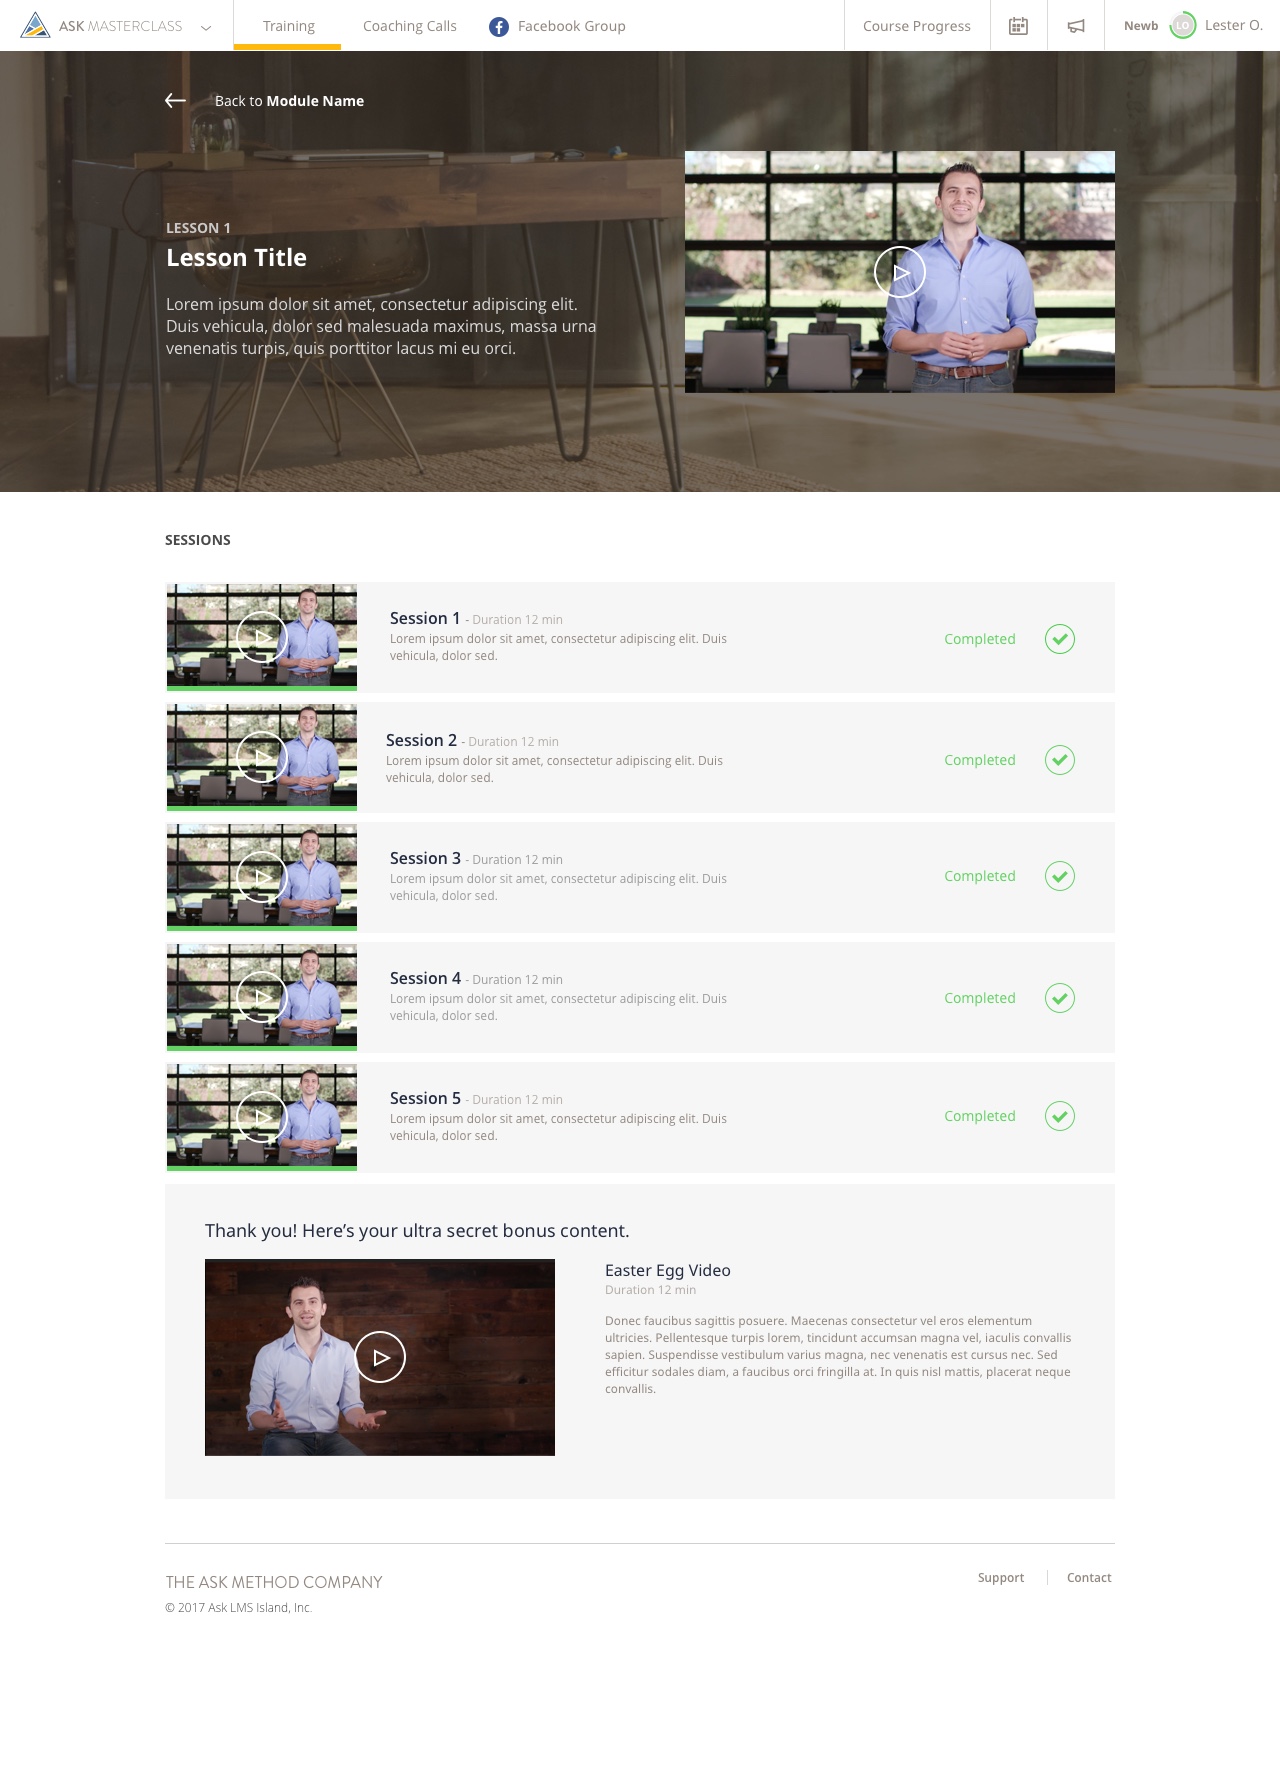 ASK MASTERCLASS
Training
Coaching Calls
Facebook Group
Course Progress
Newb
LO
Lester O.
Back to Module Name
LESSON 1
Lesson Title
Lorem ipsum dolor sit amet, consectetur adipiscing elit.
Duis vehicula, dolor sed malesuada maximus, massa urna
venenatis turpis, quis porttitor lacus mi eu orci.
SESSIONS
Session 1 - Duration 12 min
Lorem ipsum dolor sit amet, consectetur adipiscing elit. Duis
vehicula, dolor sed.
Completed
Session 2 - Duration 12 min
Lorem ipsum dolor sit amet, consectetur adipiscing elit. Duis
vehicula, dolor sed.
Completed
Session 3 - Duration 12 min
Lorem ipsum dolor sit amet, consectetur adipiscing elit. Duis
vehicula, dolor sed.
Completed
Session 4 - Duration 12 min
Lorem ipsum dolor sit amet, consectetur adipiscing elit. Duis
vehicula, dolor sed.
Completed
Session 5 - Duration 12 min
Lorem ipsum dolor sit amet, consectetur adipiscing elit. Duis
vehicula, dolor sed.
Completed
Thank you! Here's your ultra secret bonus content.
Easter Egg Video
Duration 12 min
Donec faucibus sagittis posuere. Maecenas consectetur vel eros elementum
ultricies. Pellentesque turpis lorem, tincidunt accumsan magna vel, iaculis convallis
sapien. Suspendisse vestibulum varius magna, nec venenatis est cursus nec. Sed
efficitur sodales diam, a faucibus orci fringilla at. In quis nisl mattis, placerat neque
convallis.
THE ASK METHOD COMPANY
© 2017 Ask LMS Island, Inc.
Support
Contact